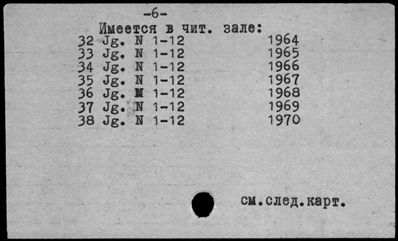 -6-
Имеется в чит. зале:
32 Jg. N 1-12 1964
33 Jg. N 1-12 1965
34 Jg. N 1-12 1966
35 Jg. N 1-12 1967
36 Jg. M 1-12 1968
37 Jg. N 1-12 1969
38 Jg. N 1-12 1970
см.след.карт.